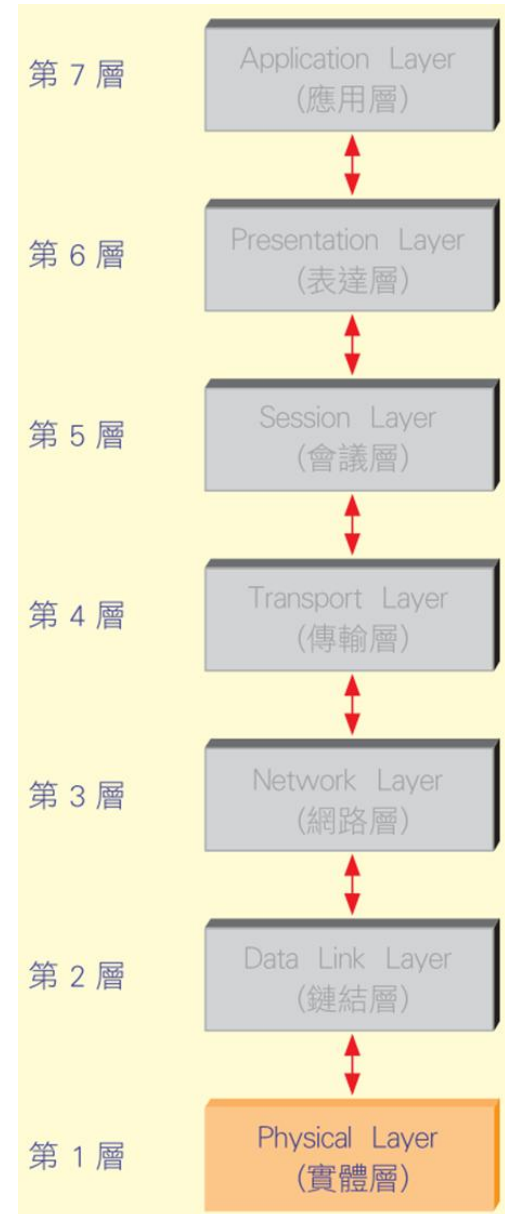 第 7 層
Application Layer
(應用層)
第 6 層
Presentation Layer
(表達層)
第 5 層
Session Layer
(會議層)
第 4 層
Transport Layer
(傳輸層)
第 3 層
Network Layer
(網路層)
第 2 層
Data Link Layer
(鏈結層)
第 1 層
Physical Layer
(實體層)